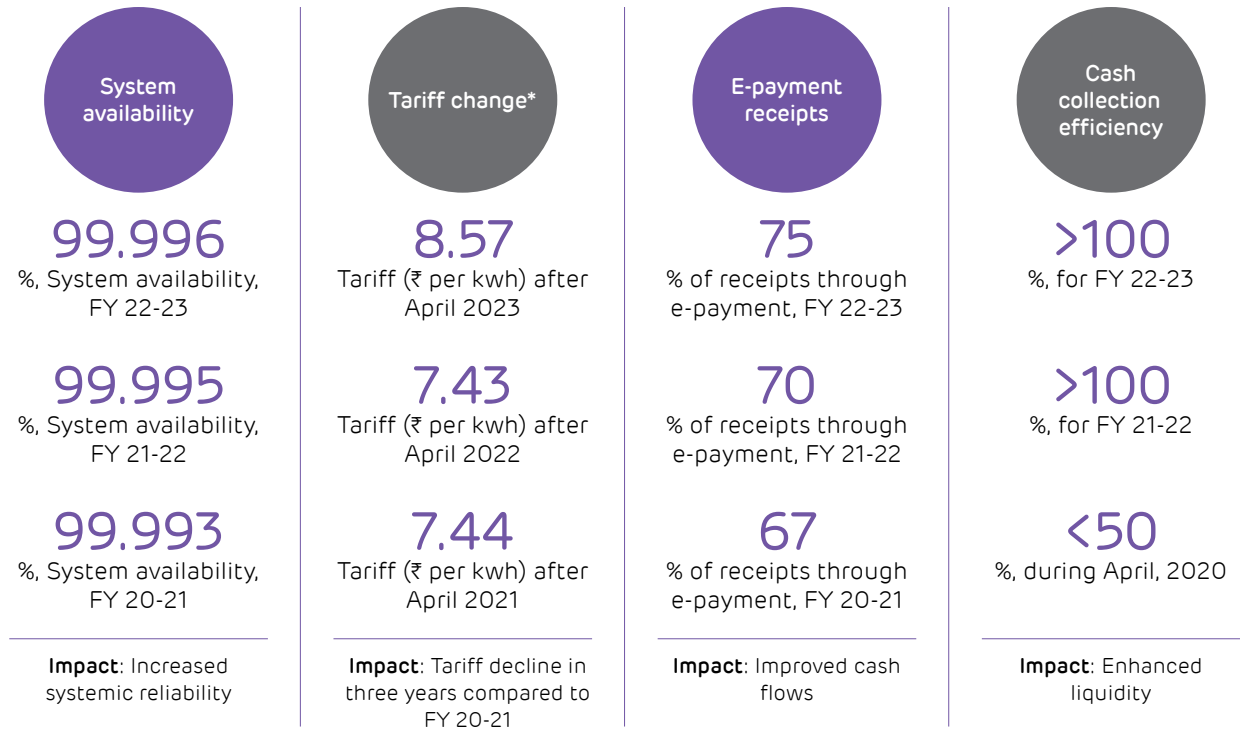 System
availability
99.996
%, System availability,
FY 22-23
99.995
%, System availability,
FY 21-22
99.993
%, System availability,
FY 20-21
Impact: Increased
systemic reliability
Tariff change*
8.57
Tariff (₹ per kwh) after
April 2023
7.43
Tariff (₹ per kwh) after
April 2022
7.44
Tariff (₹ per kwh) after
April 2021
Impact: Tariff decline in
three years compared to
FY 20-21
E-payment
receipts
75
% of receipts through
e-payment, FY 22-23
70
% of receipts through
e-payment, FY 21-22
67
% of receipts through
e-payment, FY 20-21
Impact: Improved cash
flows
Cash
collection
efficiency
>100
%, for FY 22-23
>100
%, for FY 21-22
<50
%, during April, 2020
Impact: Enhanced
liquidity